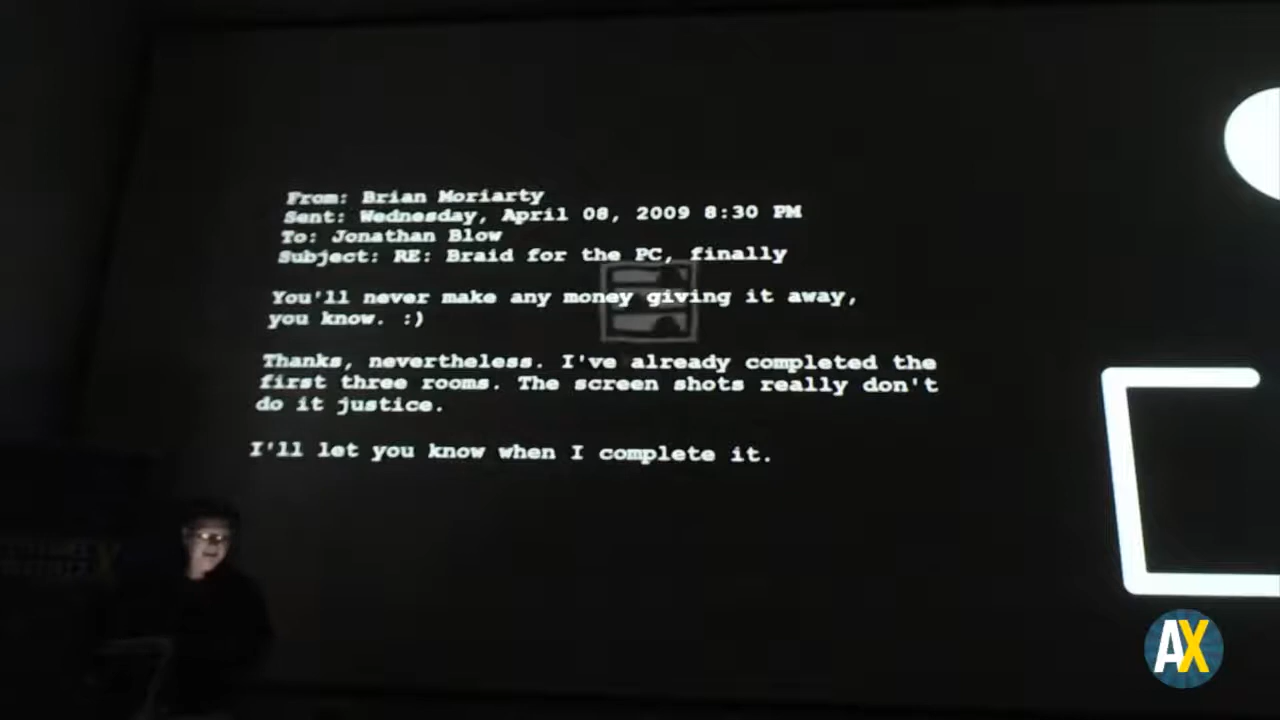 From: Brian Moriarty
Sent: Wednesday, April 08, 2009 8:30 PM
To: Jonathan Blow
Subject: RE: Braid for the PC, finally
You'll never make any money giving it away,
you know. :)
Thanks, nevertheless. I've already completed the
first three rooms. The screen shots really don't
do it justice.
I'll let you know when I complete it.
AX